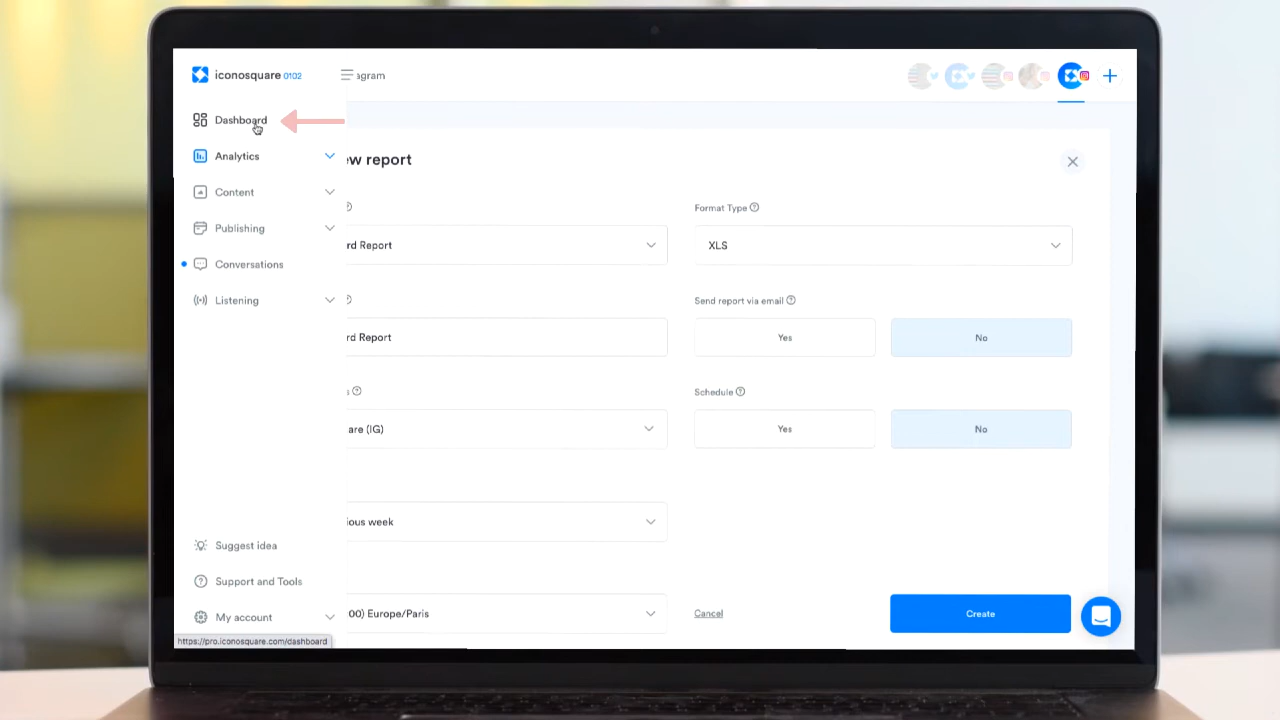 iconosquare 0102
agram
Dashboard
Analytics
Content
Publishing
Conversations
Listening
Suggest idea
Support and Tools
My account
https://pro.iconosquare.com/dashboard
ew report
rd Report
Format Type
XLS
rd Report
Send report via email
Yes
No
s
are (IG)
Schedule
Yes
No
ious week
00) Europe/Paris
Cancel
Create